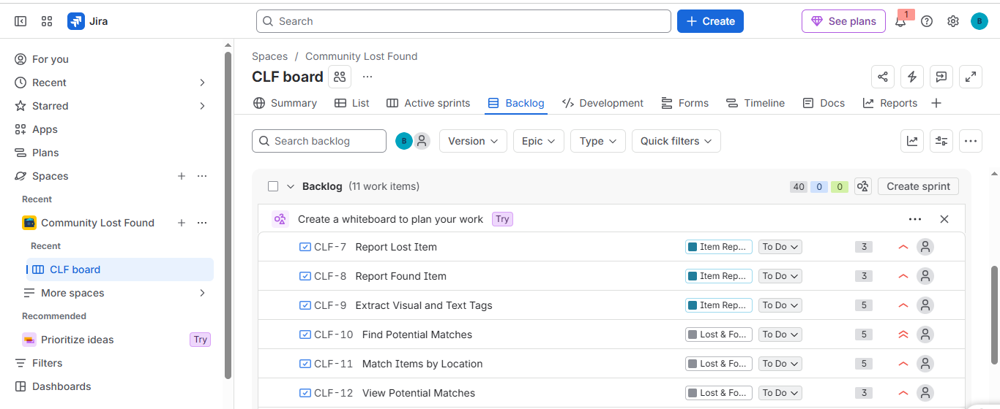 Jira
Search
Create
See plans
1
B
For you
Recent
Starred
Apps
Plans
Spaces
Recent
Community Lost Found
Recent
CLF board
More spaces
Recommended
Prioritize ideas Try
Filters
Dashboards
Spaces / Community Lost Found
CLF board
Summary List Active sprints Backlog Development Forms Timeline Docs Reports
Search backlog B Version Epic Type Quick filters
Backlog (11 work items) 40 0 0 Create sprint
Create a whiteboard to plan your work Try
CLF-7 Report Lost Item Item Rep... To Do 3
CLF-8 Report Found Item Item Rep... To Do 3
CLF-9 Extract Visual and Text Tags Item Rep... To Do 5
CLF-10 Find Potential Matches Lost & Fo... To Do 5
CLF-11 Match Items by Location Lost & Fo... To Do 5
CLF-12 View Potential Matches Lost & Fo... To Do 3